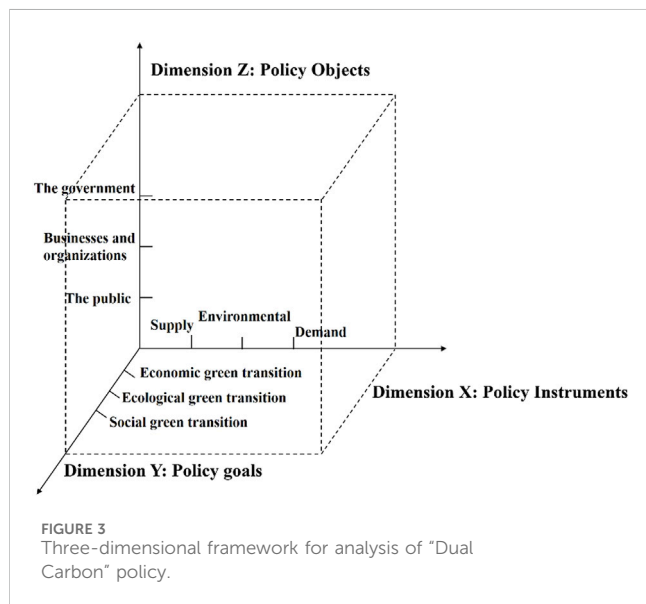 Dimension Z: Policy Objects
The government
Businesses and
organizations
The public
Supply
Environmental
Demand
Economic green transition
Ecological green transition
Social green transition
Dimension X: Policy Instruments
Dimension Y: Policy goals
FIGURE 3
Three-dimensional framework for analysis of “Dual
Carbon” policy.